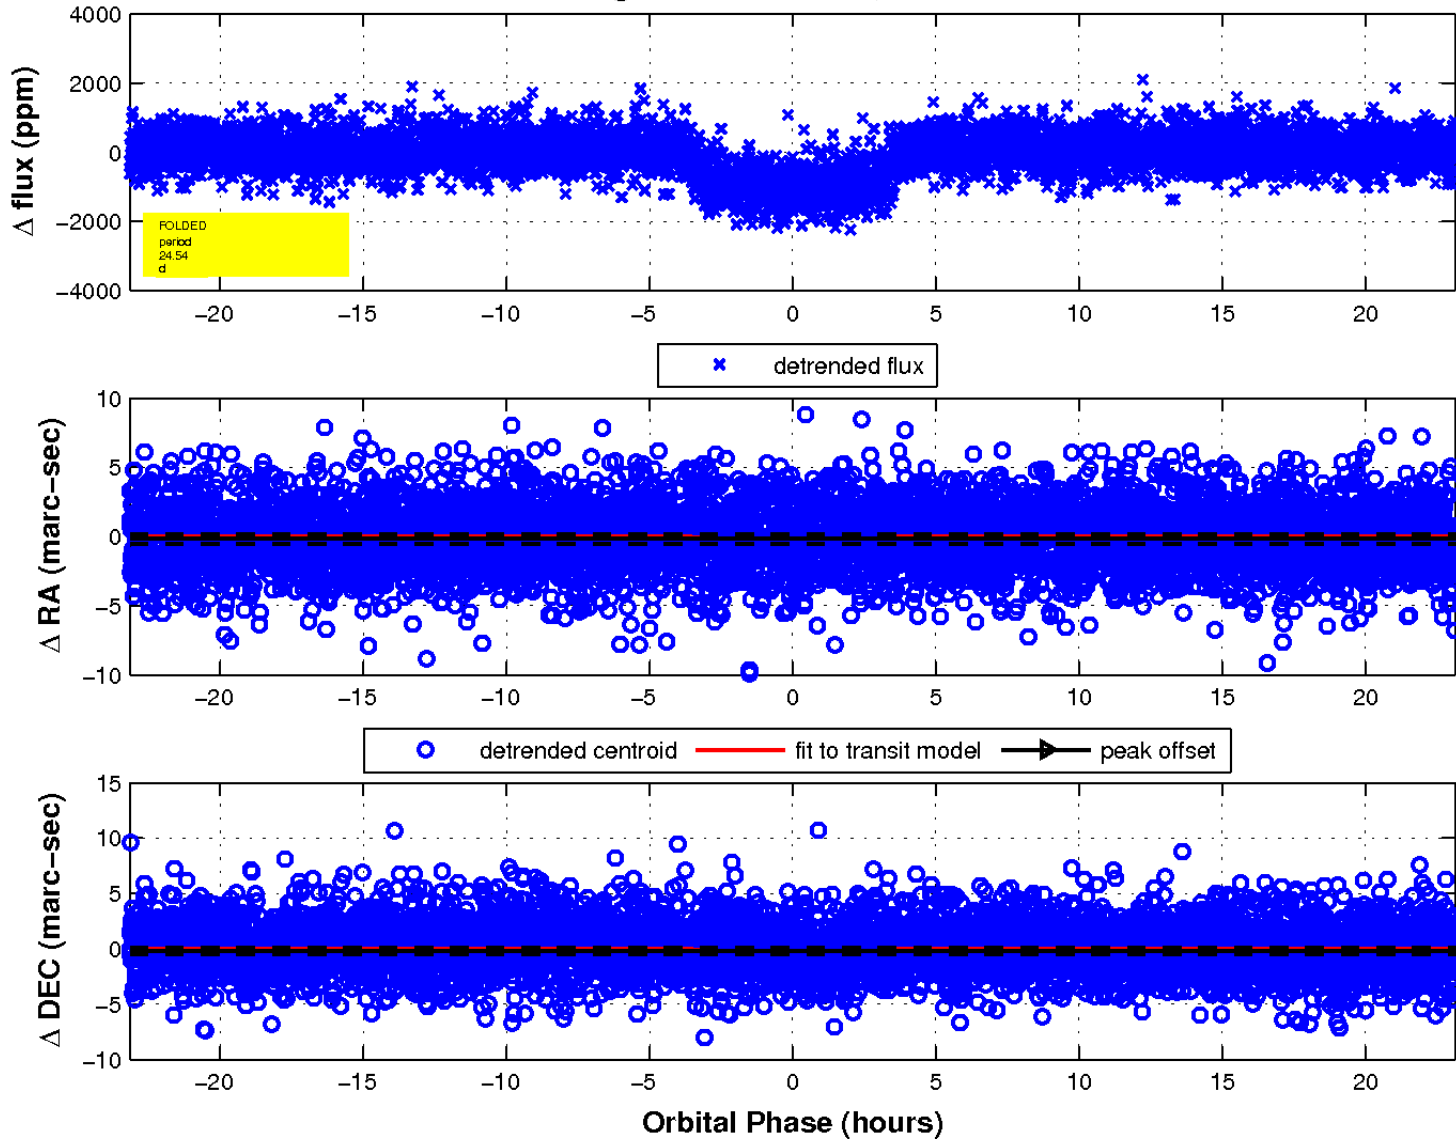 4000
2000
0
−2000
−4000
Δ flux (ppm)
FOLDED
period
24.54
d
−20 −15 −10 −5 0 5 10 15 20
detrended flux
10
5
0
−5
−10
Δ RA (marc−sec)
−20 −15 −10 −5 0 5 10 15 20
detrended centroid fit to transit model peak offset
15
10
5
0
−5
−10
Δ DEC (marc−sec)
−20 −15 −10 −5 0 5 10 15 20
Orbital Phase (hours)